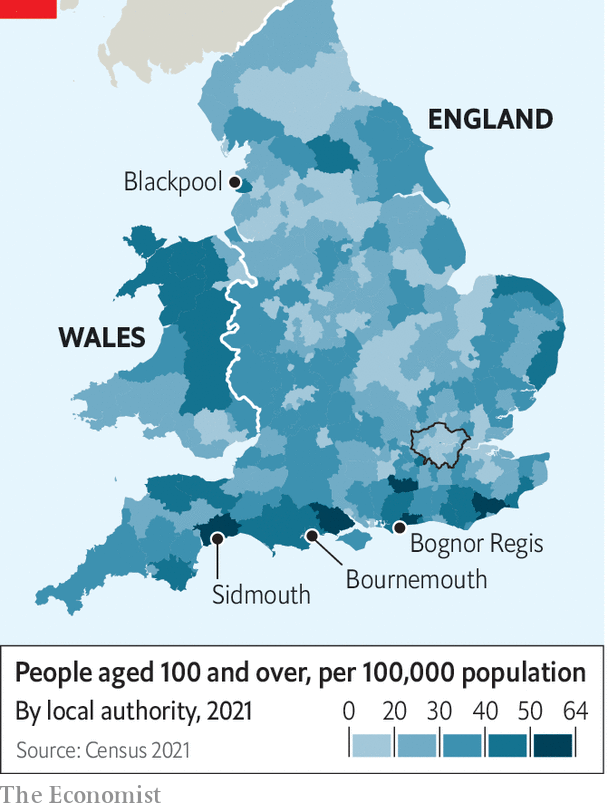 ENGLAND
Blackpool
WALES
Bognor Regis
Bournemouth
Sidmouth
People aged 100 and over, per 100,000 population
By local authority, 2021
0 20 30 40 50 64
Source: Census 2021
The Economist